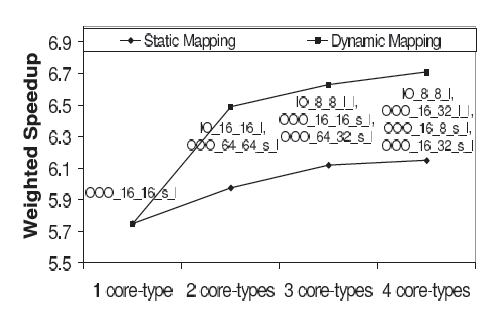 Static Mapping Dynamic Mapping
Weighted Speedup
6.9
6.7
6.5
6.3
6.1
5.9
5.7
5.5
OOO_16_16_s_l
IO_16_16_l,
OOO_64_64_s_l
IO_8_8_l_l,
OOO_16_16_s_l,
OOO_64_32_s_l
IO_8_8_l,
OOO_16_32_l_l,
OOO_16_8_s_l,
OOO_16_32_s_l
1 core-type 2 core-types 3 core-types 4 core-types